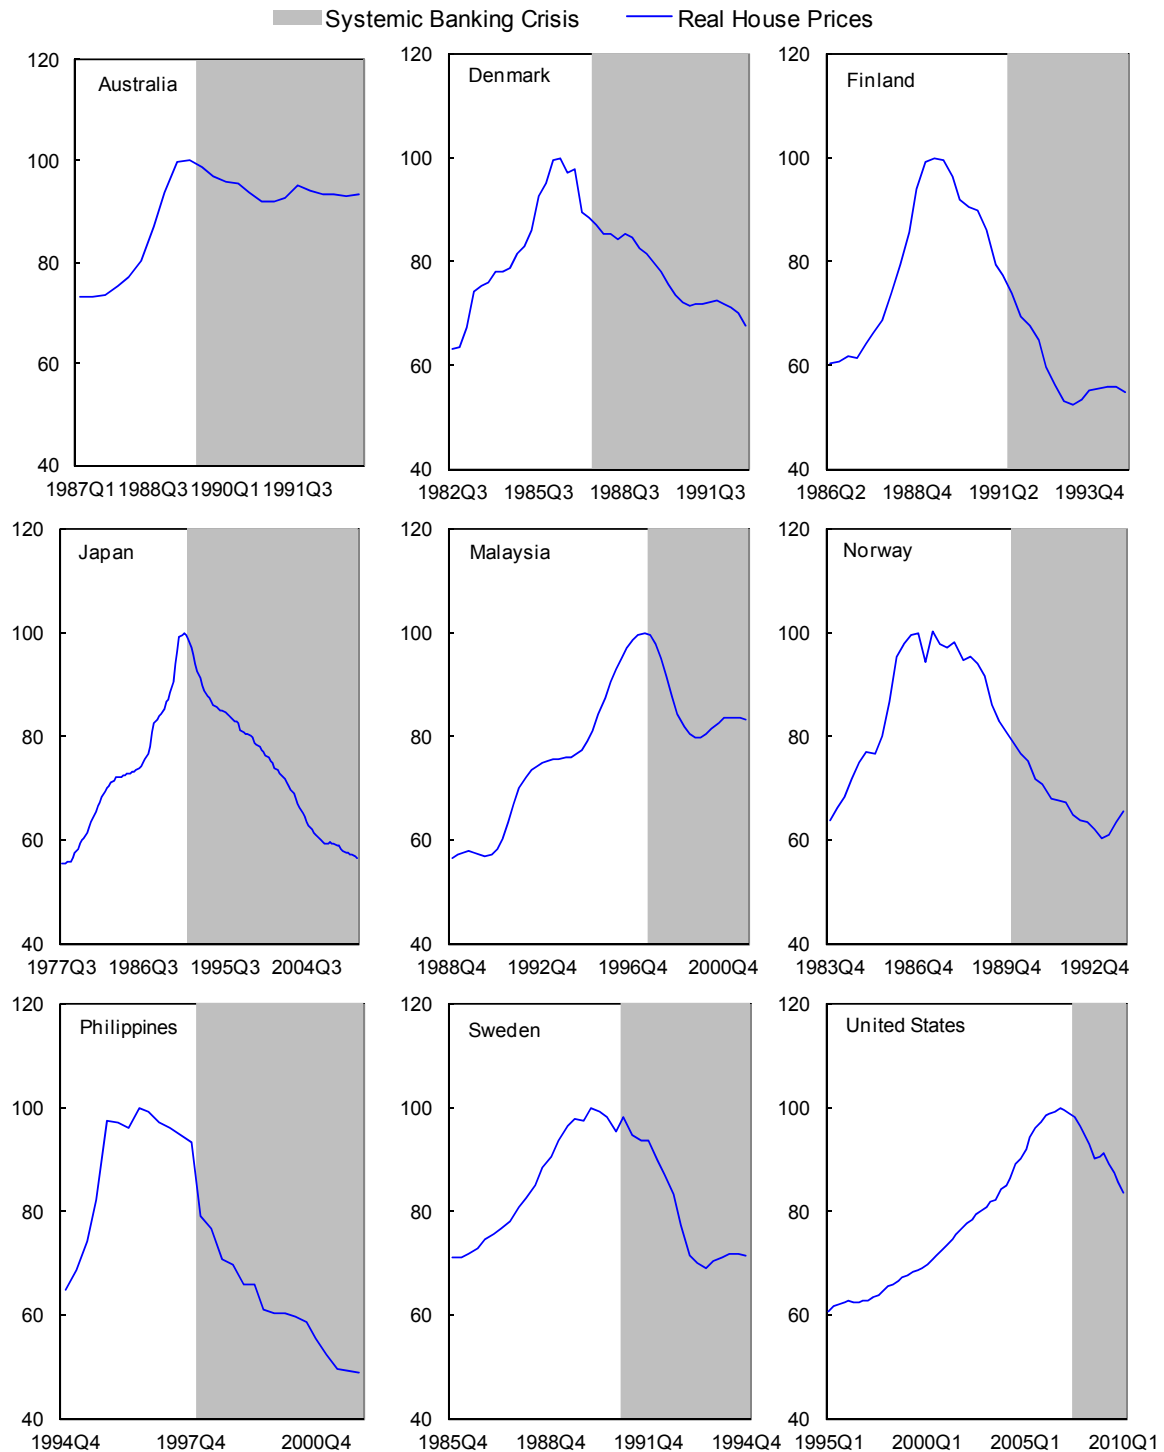 Systemic Banking Crisis Real House Prices
120 120 120
Australia Denmark Finland
100 100 100
80 80 80
60 60 60
40 40 40
1987Q1 1988Q3 1990Q1 1991Q3 1982Q3 1985Q3 1988Q3 1991Q3 1986Q2 1988Q4 1991Q2 1993Q4
120 120 120
Japan Malaysia Norway
100 100 100
80 80 80
60 60 60
40 40 40
1977Q3 1986Q3 1995Q3 2004Q3 1988Q4 1992Q4 1996Q4 2000Q4 1983Q4 1986Q4 1989Q4 1992Q4
120 120 120
Philippines Sweden United States
100 100 100
80 80 80
60 60 60
40 40 40
1994Q4 1997Q4 2000Q4 1985Q4 1988Q4 1991Q4 1994Q4 1995Q1 2000Q1 2005Q1 2010Q1